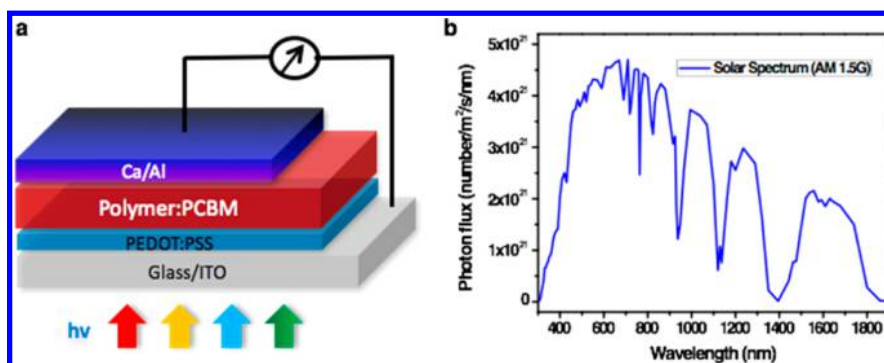 a
Ca/Al
Polymer:PCBM
PEDOT:PSS
Glass/ITO
hv
b
Solar Spectrum (AM 1.5G)
Photon flux (number/m²/s/nm)
5x10²¹
4x10²¹
3x10²¹
2x10²¹
1x10²¹
0
400 600 800 1000 1200 1400 1600 1800
Wavelength (nm)